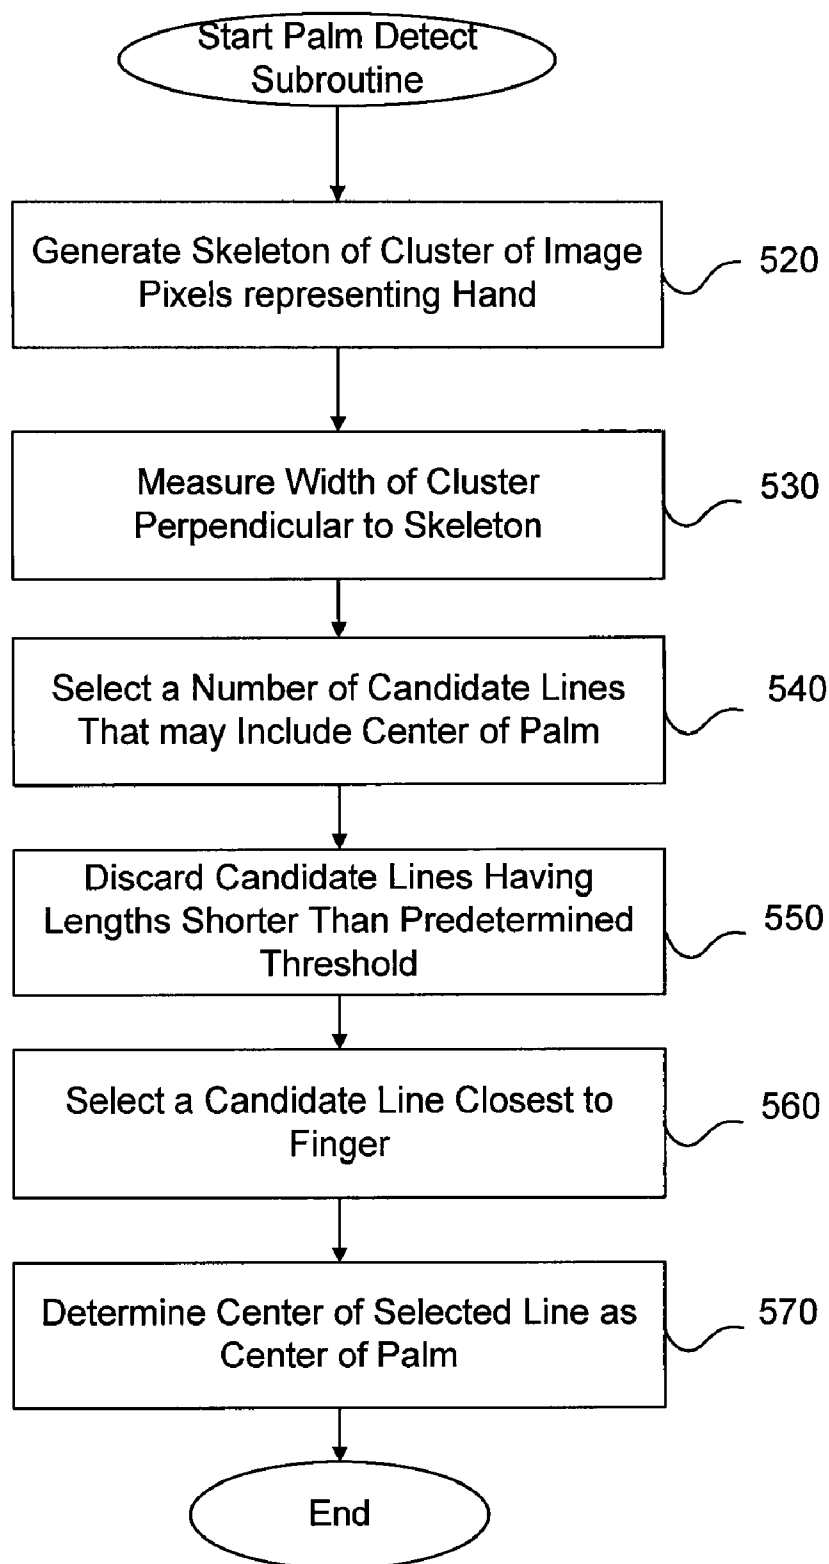 Start Palm Detect
Subroutine
Generate Skeleton of Cluster of Image
Pixels representing Hand
520
Measure Width of Cluster
Perpendicular to Skeleton
530
Select a Number of Candidate Lines
That may Include Center of Palm
540
Discard Candidate Lines Having
Lengths Shorter Than Predetermined
Threshold
550
Select a Candidate Line Closest to
Finger
560
Determine Center of Selected Line as
Center of Palm
570
End